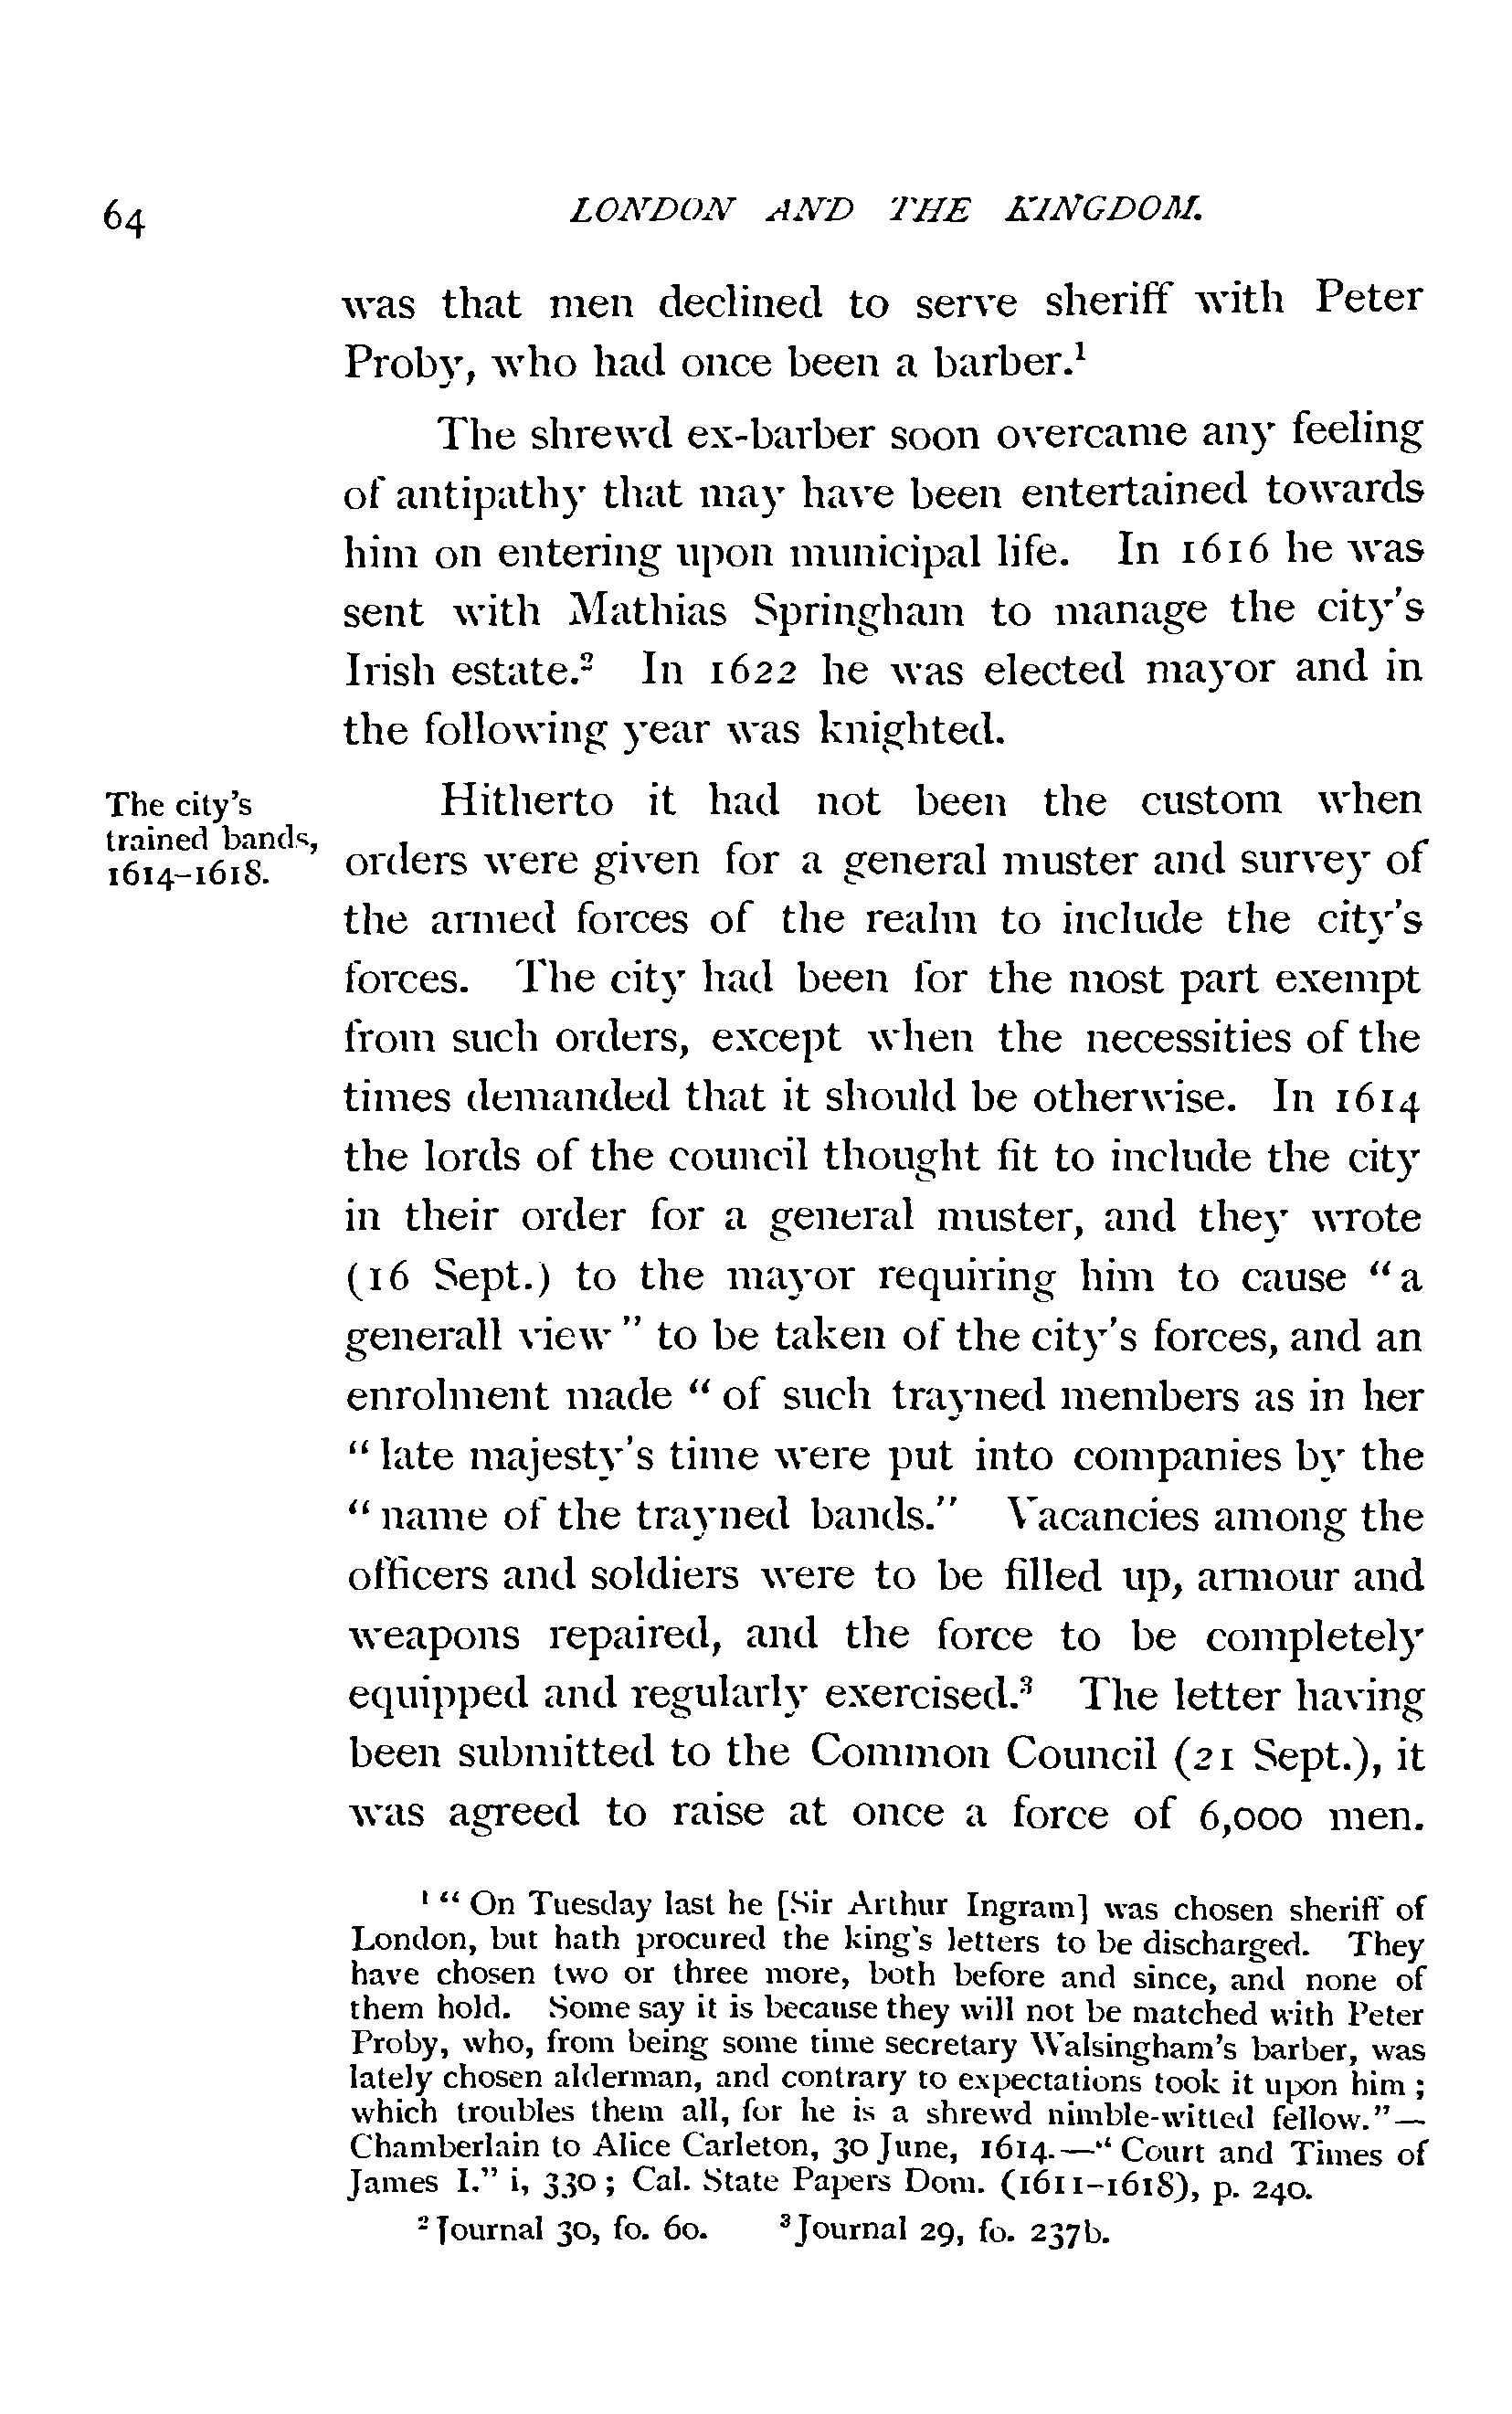 64 LONDON AND THE KINGDOM.
was that men declined to serve sheriff with Peter
Proby, who had once been a barber.¹
The shrewd ex-barber soon overcame any feeling
of antipathy that may have been entertained towards
him on entering upon municipal life. In 1616 he was
sent with Mathias Springham to manage the city's
Irish estate.² In 1622 he was elected mayor and in
the following year was knighted.
The city's
trained bands,
1614-1618.
Hitherto it had not been the custom when
orders were given for a general muster and survey of
the armed forces of the realm to include the city's
forces. The city had been for the most part exempt
from such orders, except when the necessities of the
times demanded that it should be otherwise. In 1614
the lords of the council thought fit to include the city
in their order for a general muster, and they wrote
(16 Sept.) to the mayor requiring him to cause "a
generall view" to be taken of the city's forces, and an
enrolment made "of such trayned members as in her
"late majesty's time were put into companies by the
"name of the trayned bands." Vacancies among the
officers and soldiers were to be filled up, armour and
weapons repaired, and the force to be completely
equipped and regularly exercised.³ The letter having
been submitted to the Common Council (21 Sept.), it
was agreed to raise at once a force of 6,000 men.
¹ "On Tuesday last he [Sir Arthur Ingram] was chosen sheriff of
London, but hath procured the king's letters to be discharged. They
have chosen two or three more, both before and since, and none of
them hold. Some say it is because they will not be matched with Peter
Proby, who, from being some time secretary Walsingham's barber, was
lately chosen alderman, and contrary to expectations took it upon him;
which troubles them all, for he is a shrewd nimble-witted fellow."—
Chamberlain to Alice Carleton, 30 June, 1614.—"Court and Times of
James I." i, 330; Cal. State Papers Dom. (1611-1618), p. 240.
² Journal 30, fo. 60. ³ Journal 29, fo. 237b.